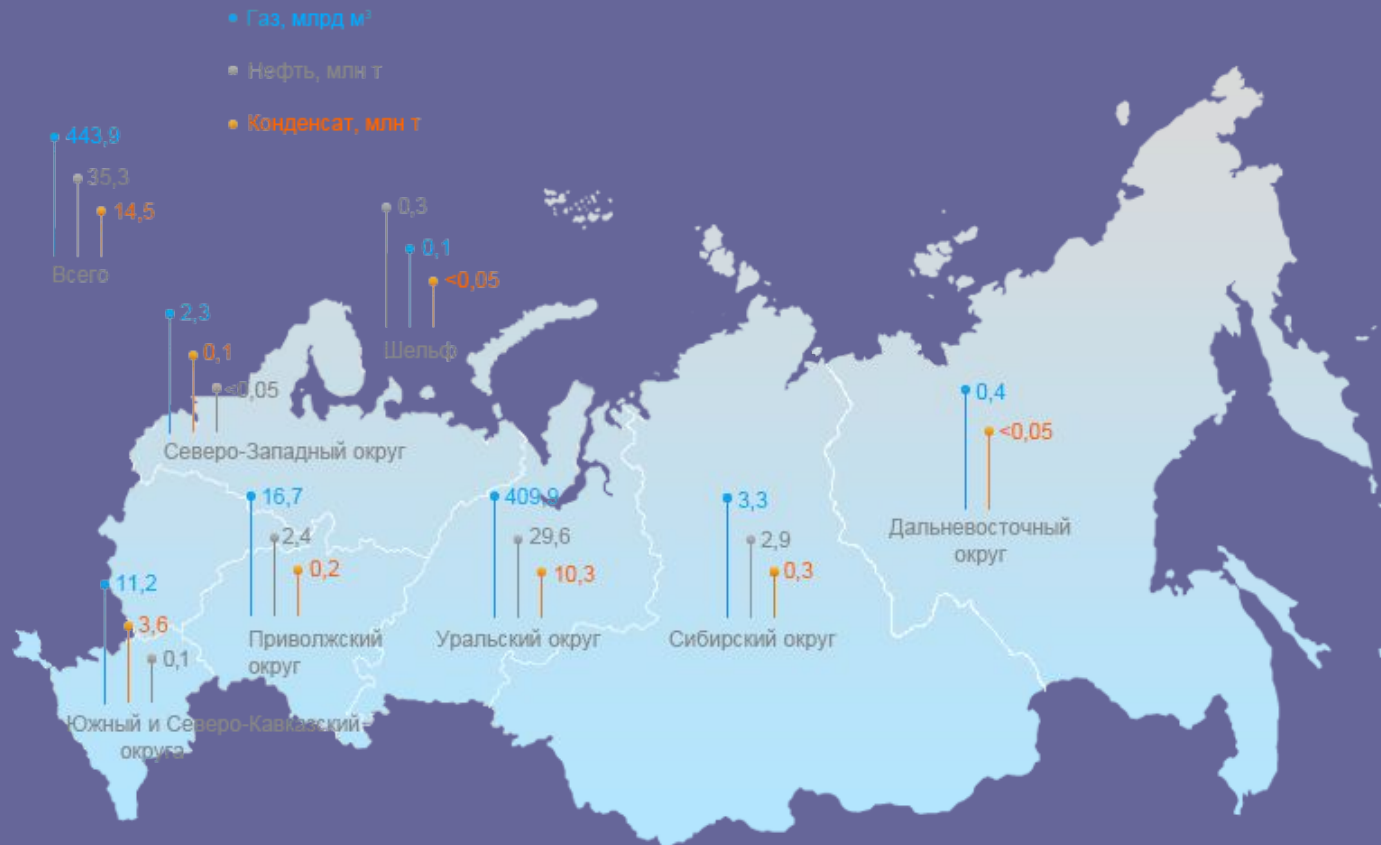 Газ, млрд м³
Нефть, млн т
Конденсат, млн т
443,9
35,3
14,5
Всего
0,3
0,1
<0,05
Шельф
2,3
0,1
<0,05
Северо-Западный округ
0,4
<0,05
Дальневосточный
округ
16,7
2,4
0,2
Приволжский
округ
409,9
29,6
10,3
Уральский округ
3,3
2,9
0,3
Сибирский округ
11,2
3,6
0,1
Южный и Северо-Кавказский
округа